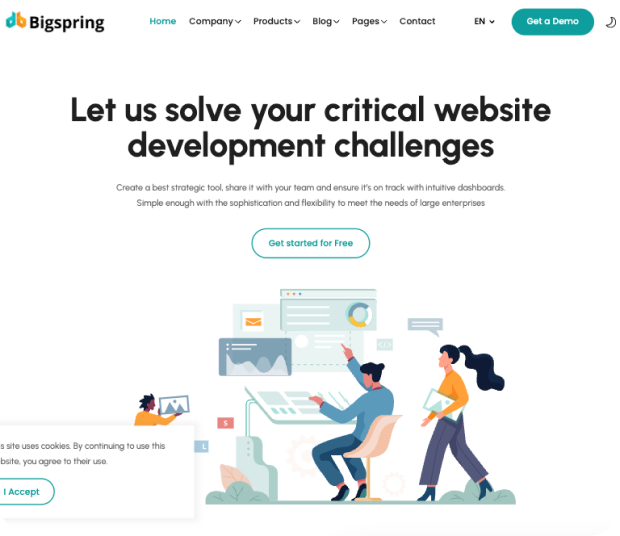 Bigspring
Home Company Products Blog Pages Contact EN Get a Demo
Let us solve your critical website
development challenges
Create a best strategic tool, share it with your team and ensure it's on track with intuitive dashboards.
Simple enough with the sophistication and flexibility to meet the needs of large enterprises
Get started for Free
</>
$
L
s site uses cookies. By continuing to use this
bsite, you agree to their use.
I Accept